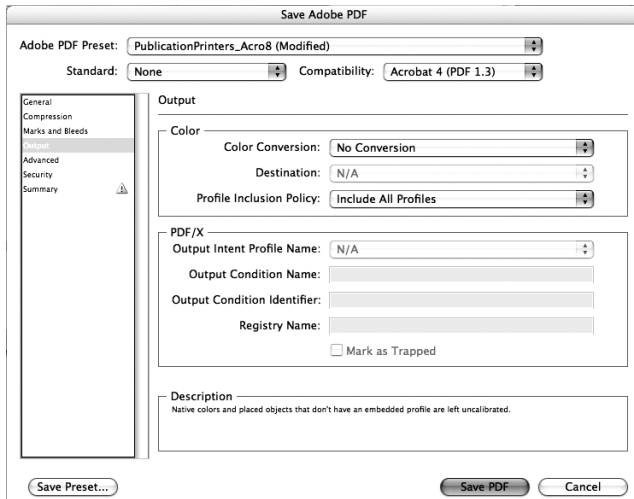 Save Adobe PDF
Adobe PDF Preset: PublicationPrinters_Acro8 (Modified)
Standard: None Compatibility: Acrobat 4 (PDF 1.3)
General
Compression
Marks and Bleeds
Output
Advanced
Security
Summary
Output
Color
Color Conversion: No Conversion
Destination: N/A
Profile Inclusion Policy: Include All Profiles
PDF/X
Output Intent Profile Name: N/A
Output Condition Name:
Output Condition Identifier:
Registry Name:
Mark as Trapped
Description
Native colors and placed objects that don't have an embedded profile are left uncalibrated.
Save Preset... Save PDF Cancel